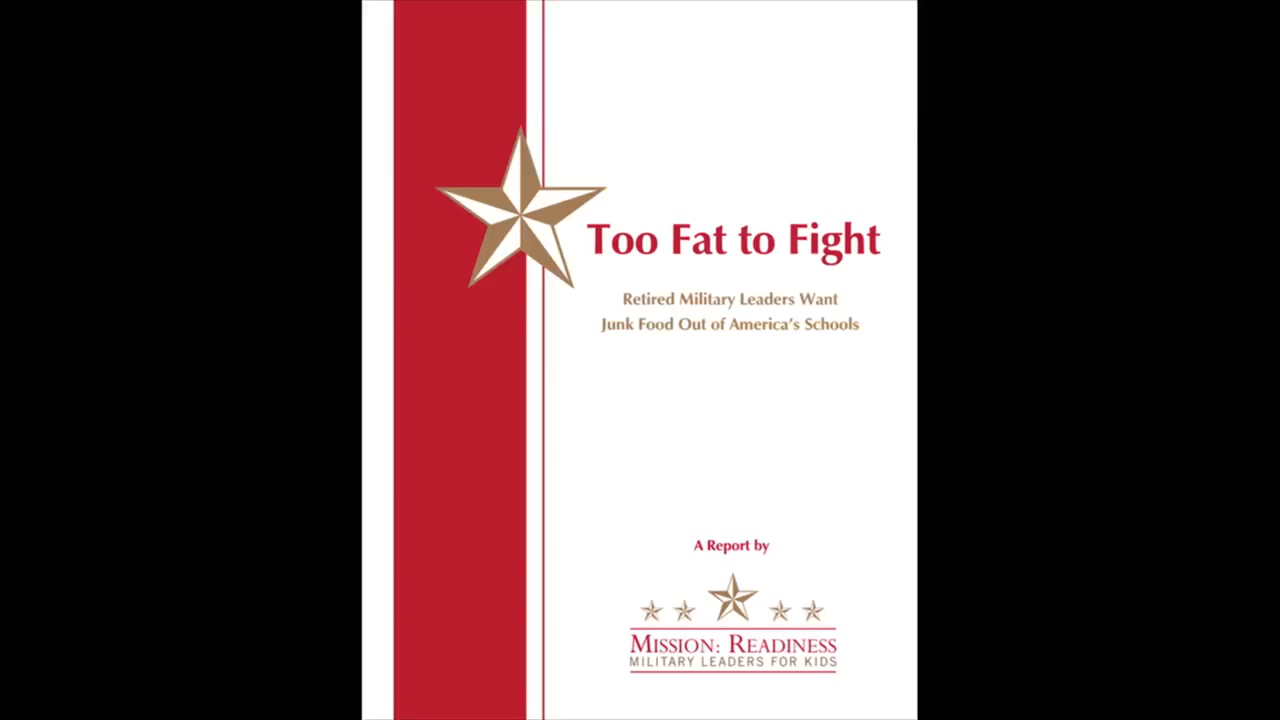 Too Fat to Fight
Retired Military Leaders Want
Junk Food Out of America's Schools
A Report by
MISSION: READINESS
MILITARY LEADERS FOR KIDS